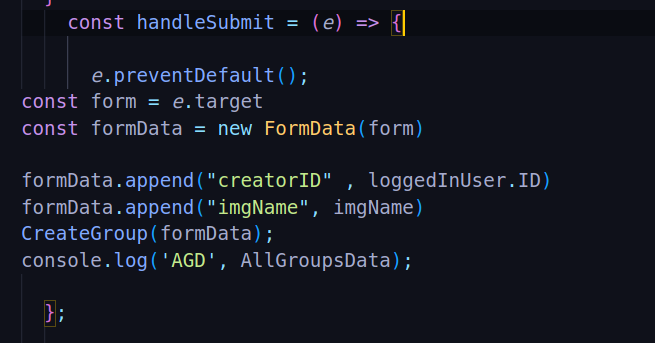 }
const handleSubmit = (e) => {
e.preventDefault();
const form = e.target
const formData = new FormData(form)
formData.append("creatorID" , loggedInUser.ID)
formData.append("imgName", imgName)
CreateGroup(formData);
console.log('AGD', AllGroupsData);
};